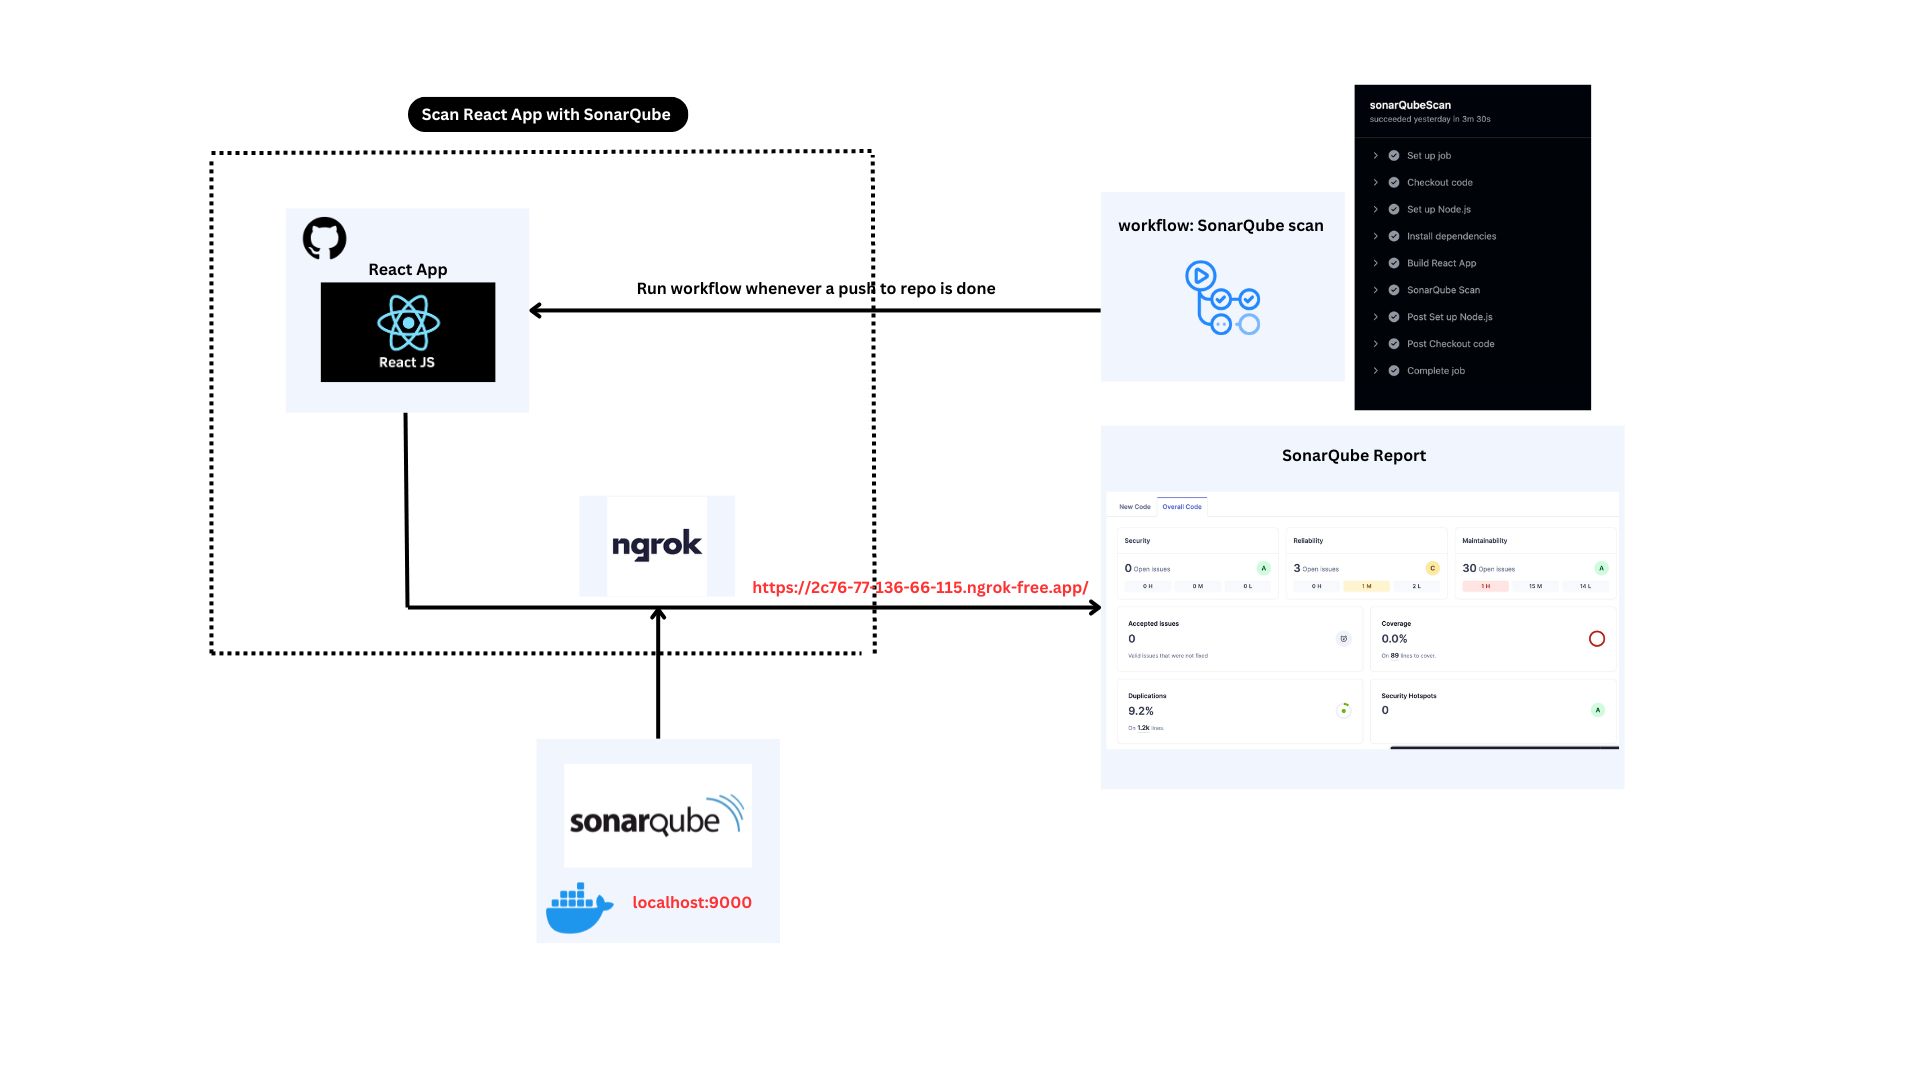 Scan React App with SonarQube
React App
React JS
Run workflow whenever a push to repo is done
workflow: SonarQube scan
sonarQubeScan
succeeded yesterday in 3m 30s
Set up job
Checkout code
Set up Node.js
Install dependencies
Build React App
SonarQube Scan
Post Set up Node.js
Post Checkout code
Complete job
ngrok
https://2c76-77-136-66-115.ngrok-free.app/
sonarqube
localhost:9000
SonarQube Report
New Code Overall Code
Security
0 Open issues A
0 H 0 M 0 L
Reliability
3 Open issues C
0 H 1 M 2 L
Maintainability
30 Open issues A
1 H 15 M 14 L
Accepted issues
0
Valid issues that were not fixed
Coverage
0.0%
On 89 lines to cover.
Duplications
9.2%
On 1.2k lines
Security Hotspots
0 A